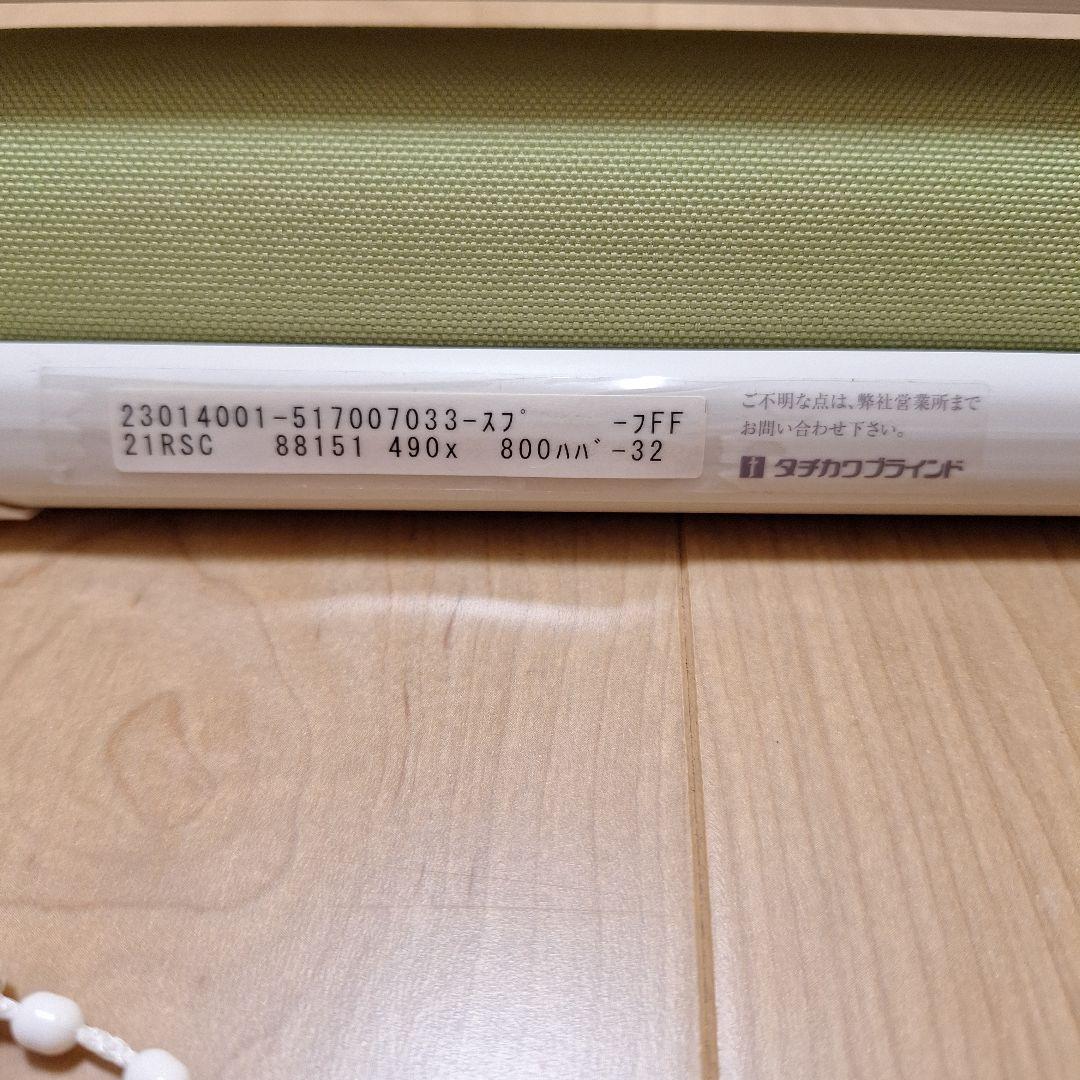 23014001-517007033-ｽﾌﾟ -ﾌFF
21RSC 88151 490x 800ﾊﾊﾞ-32
ご不明な点は、弊社営業所まで
お問い合わせ下さい。
タチカワブラインド